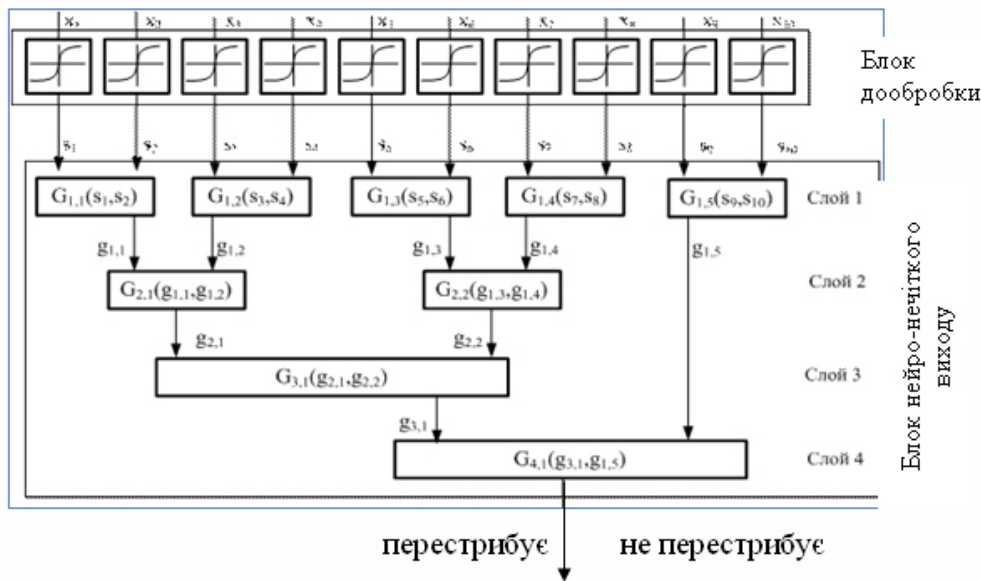 Блок
дообробки
G1,1(s1,s2)
G1,2(s3,s4)
G1,3(s5,s6)
G1,4(s7,s8)
G1,5(s9,s10)
Слой 1
g1,1
g1,2
g1,3
g1,4
g1,5
G2,1(g1,1,g1,2)
G2,2(g1,3,g1,4)
Слой 2
g2,1
g2,2
G3,1(g2,1,g2,2)
Слой 3
g3,1
G4,1(g3,1,g1,5)
Слой 4
Блок нейро-нечіткого
виходу
перестрибує
не перестрибує